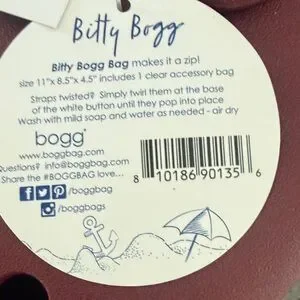 Bitty Bogg
Bitty Bogg Bag makes it a zip!
size 11"x 8.5"x 4.5" includes 1 clear accessory bag
Straps twisted? Simply twirl them at the base
of the white button until they pop into place
Wash with mild soap and water as needed - air dry
bogg®
www.boggbag.com
Questions? info@boggbag.com
Share the #BOGGBAG love...
/boggbag
/boggbags
8 10186 90135 6